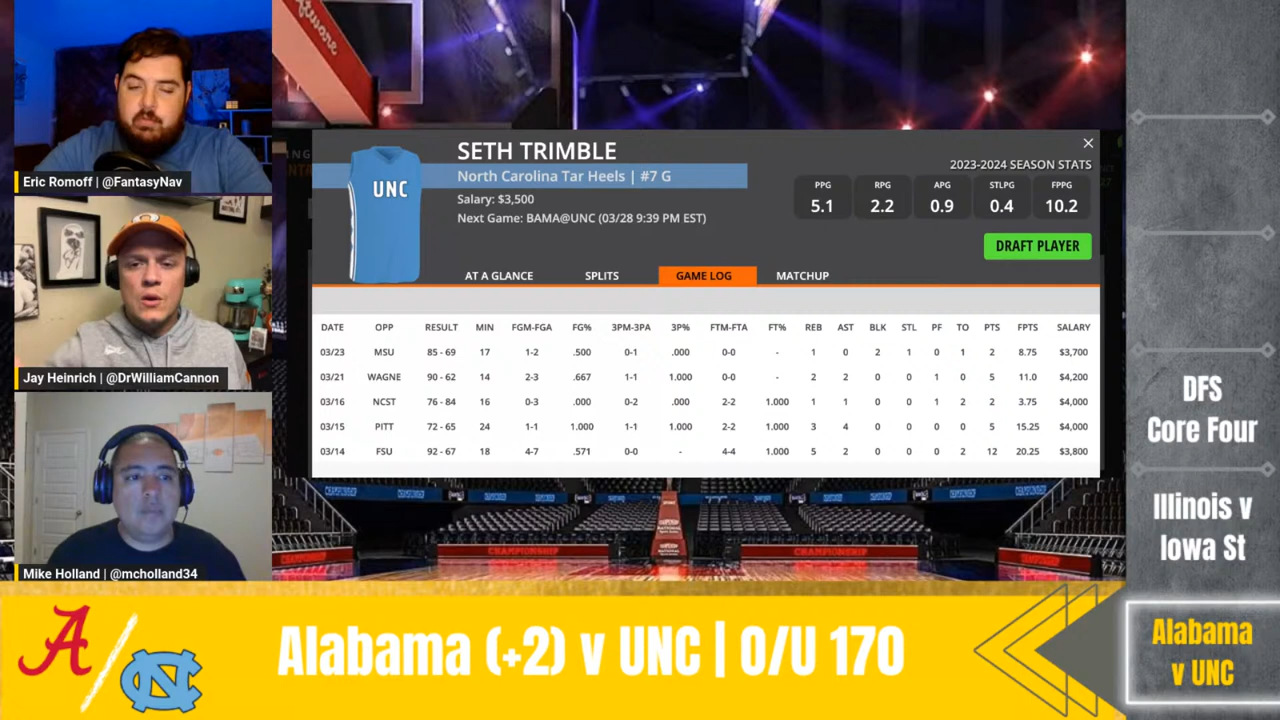 Eric Romoff | @FantasyNav
Jay Heinrich | @DrWilliamCannon
Mike Holland | @mcholland34
SETH TRIMBLE
North Carolina Tar Heels | #7 G
Salary: $3,500
Next Game: BAMA@UNC (03/28 9:39 PM EST)
UNC
2023-2024 SEASON STATS
PPG RPG APG STLPG FPPG
5.1 2.2 0.9 0.4 10.2
DRAFT PLAYER
AT A GLANCE SPLITS GAME LOG MATCHUP
DATE OPP RESULT MIN FGM-FGA FG% 3PM-3PA 3P% FTM-FTA FT% REB AST BLK STL PF TO PTS FPTS SALARY
03/23 MSU 85 - 69 17 1-2 .500 0-1 .000 0-0 - 1 0 2 1 0 1 2 8.75 $3,700
03/21 WAGNE 90 - 62 14 2-3 .667 1-1 1.000 0-0 - 2 2 0 0 1 0 5 11.0 $4,200
03/16 NCST 76 - 84 16 0-3 .000 0-2 .000 2-2 1.000 1 1 0 0 1 2 2 3.75 $4,000
03/15 PITT 72 - 65 24 1-1 1.000 1-1 1.000 2-2 1.000 3 4 0 0 0 0 5 15.25 $4,000
03/14 FSU 92 - 67 18 4-7 .571 0-0 - 4-4 1.000 5 2 0 0 0 2 12 20.25 $3,800
CHAMPIONSHIP
CHAMPIONSHIP
Alabama (+2) v UNC | O/U 170
DFS
Core Four
Illinois v
Iowa St
Alabama
v UNC